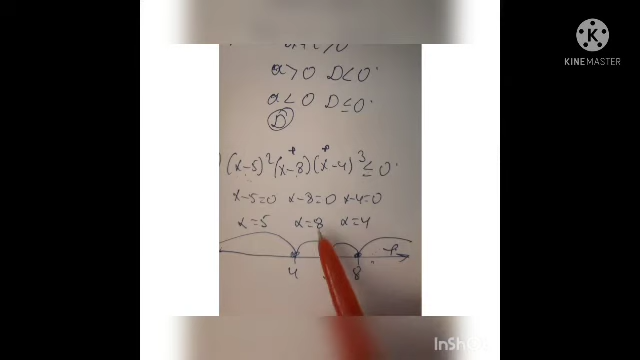 K KINEMASTER
a > 0 D < 0.
a < 0 D ≤ 0.
D
(x-5)²(x-8)(x-4)³ ≤ 0.
x-5=0 x-8=0 x-4=0
x=5 x=8 x=4
+
4 8
InSh